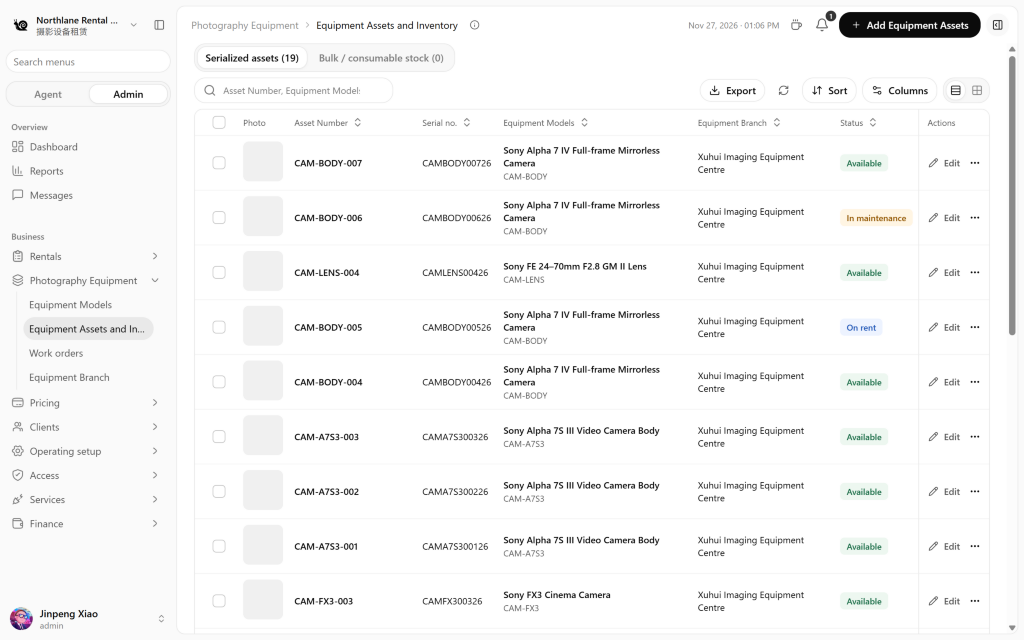 Northlane Rental ...
摄影设备租赁
Search menus
Agent
Admin
Overview
Dashboard
Reports
Messages
Business
Rentals
Photography Equipment
Equipment Models
Equipment Assets and In...
Work orders
Equipment Branch
Pricing
Clients
Operating setup
Access
Services
Finance
Jinpeng Xiao
admin
Photography Equipment > Equipment Assets and Inventory
Nov 27, 2026 · 01:06 PM
1
+ Add Equipment Assets
Serialized assets (19)
Bulk / consumable stock (0)
Asset Number, Equipment Model
Export
Sort
Columns
Photo Asset Number Serial no. Equipment Models Equipment Branch Status Actions
CAM-BODY-007 CAMBODY00726 Sony Alpha 7 IV Full-frame Mirrorless Camera CAM-BODY Xuhui Imaging Equipment Centre Available Edit
CAM-BODY-006 CAMBODY00626 Sony Alpha 7 IV Full-frame Mirrorless Camera CAM-BODY Xuhui Imaging Equipment Centre In maintenance Edit
CAM-LENS-004 CAMLENS00426 Sony FE 24–70mm F2.8 GM II Lens CAM-LENS Xuhui Imaging Equipment Centre Available Edit
CAM-BODY-005 CAMBODY00526 Sony Alpha 7 IV Full-frame Mirrorless Camera CAM-BODY Xuhui Imaging Equipment Centre On rent Edit
CAM-BODY-004 CAMBODY00426 Sony Alpha 7 IV Full-frame Mirrorless Camera CAM-BODY Xuhui Imaging Equipment Centre Available Edit
CAM-A7S3-003 CAMA7S300326 Sony Alpha 7S III Video Camera Body CAM-A7S3 Xuhui Imaging Equipment Centre Available Edit
CAM-A7S3-002 CAMA7S300226 Sony Alpha 7S III Video Camera Body CAM-A7S3 Xuhui Imaging Equipment Centre Available Edit
CAM-A7S3-001 CAMA7S300126 Sony Alpha 7S III Video Camera Body CAM-A7S3 Xuhui Imaging Equipment Centre Available Edit
CAM-FX3-003 CAMFX300326 Sony FX3 Cinema Camera CAM-FX3 Xuhui Imaging Equipment Centre Available Edit